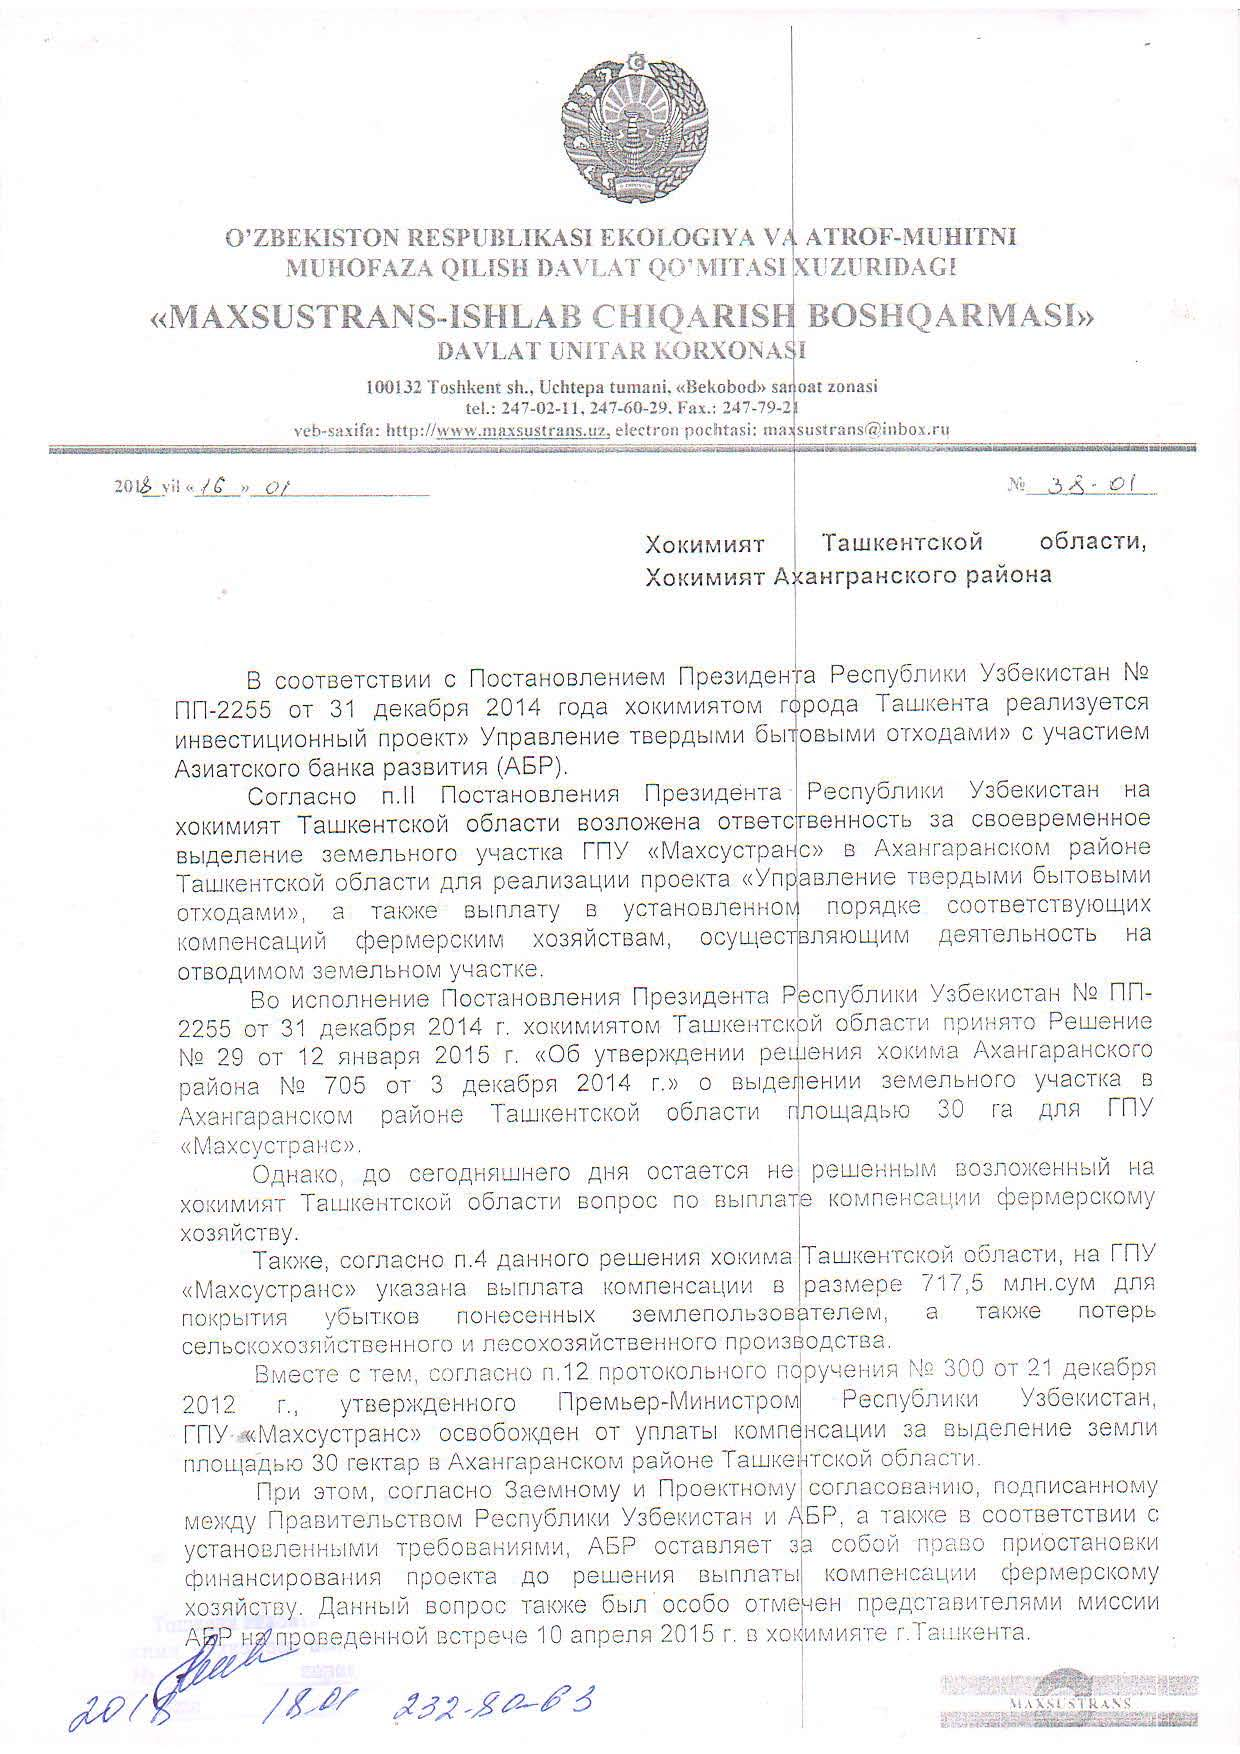 O'ZBEKISTON RESPUBLIKASI EKOLOGIYA VA ATROF-MUHITNI
MUHOFAZA QILISH DAVLAT QO'MITASI XUZURIDAGI
«MAXSUSTRANS-ISHLAB CHIQARISH BOSHQARMASI»
DAVLAT UNITAR KORXONASI
100132 Toshkent sh., Uchtepa tumani, «Bekobod» sanoat zonasi
tel.: 247-02-11, 247-60-29, Fax.: 247-79-21
veb-saxifa: http://www.maxsustrans.uz, electron pochtasi: maxsustrans@inbox.ru
2018 yil «16» 01 № 38-01
Хокимият Ташкентской области,
Хокимият Ахангранского района
В соответствии с Постановлением Президента Республики Узбекистан №
ПП-2255 от 31 декабря 2014 года хокимиятом города Ташкента реализуется
инвестиционный проект» Управление твердыми бытовыми отходами» с участием
Азиатского банка развития (АБР).
Согласно п.II Постановления Президента Республики Узбекистан на
хокимият Ташкентской области возложена ответственность за своевременное
выделение земельного участка ГПУ «Махсустранс» в Ахангаранском районе
Ташкентской области для реализации проекта «Управление твердыми бытовыми
отходами», а также выплату в установленном порядке соответствующих
компенсаций фермерским хозяйствам, осуществляющим деятельность на
отводимом земельном участке.
Во исполнение Постановления Президента Республики Узбекистан № ПП-
2255 от 31 декабря 2014 г. хокимиятом Ташкентской области принято Решение
№ 29 от 12 января 2015 г. «Об утверждении решения хокима Ахангаранского
района № 705 от 3 декабря 2014 г.» о выделении земельного участка в
Ахангаранском районе Ташкентской области площадью 30 га для ГПУ
«Махсустранс».
Однако, до сегодняшнего дня остается не решенным возложенный на
хокимият Ташкентской области вопрос по выплате компенсации фермерскому
хозяйству.
Также, согласно п.4 данного решения хокима Ташкентской области, на ГПУ
«Махсустранс» указана выплата компенсации в размере 717,5 млн.сум для
покрытия убытков понесенных землепользователем, а также потерь
сельскохозяйственного и лесохозяйственного производства.
Вместе с тем, согласно п.12 протокольного поручения № 300 от 21 декабря
2012 г., утвержденного Премьер-Министром Республики Узбекистан,
ГПУ «Махсустранс» освобожден от уплаты компенсации за выделение земли
площадью 30 гектар в Ахангаранском районе Ташкентской области.
При этом, согласно Заемному и Проектному согласованию, подписанному
между Правительством Республики Узбекистан и АБР, а также в соответствии с
установленными требованиями, АБР оставляет за собой право приостановки
финансирования проекта до решения выплаты компенсации фермерскому
хозяйству. Данный вопрос также был особо отмечен представителями миссии
АБР на проведенной встрече 10 апреля 2015 г. в хокимияте г.Ташкента.
2018 18.01 232-80-63
MAXSUSTRANS